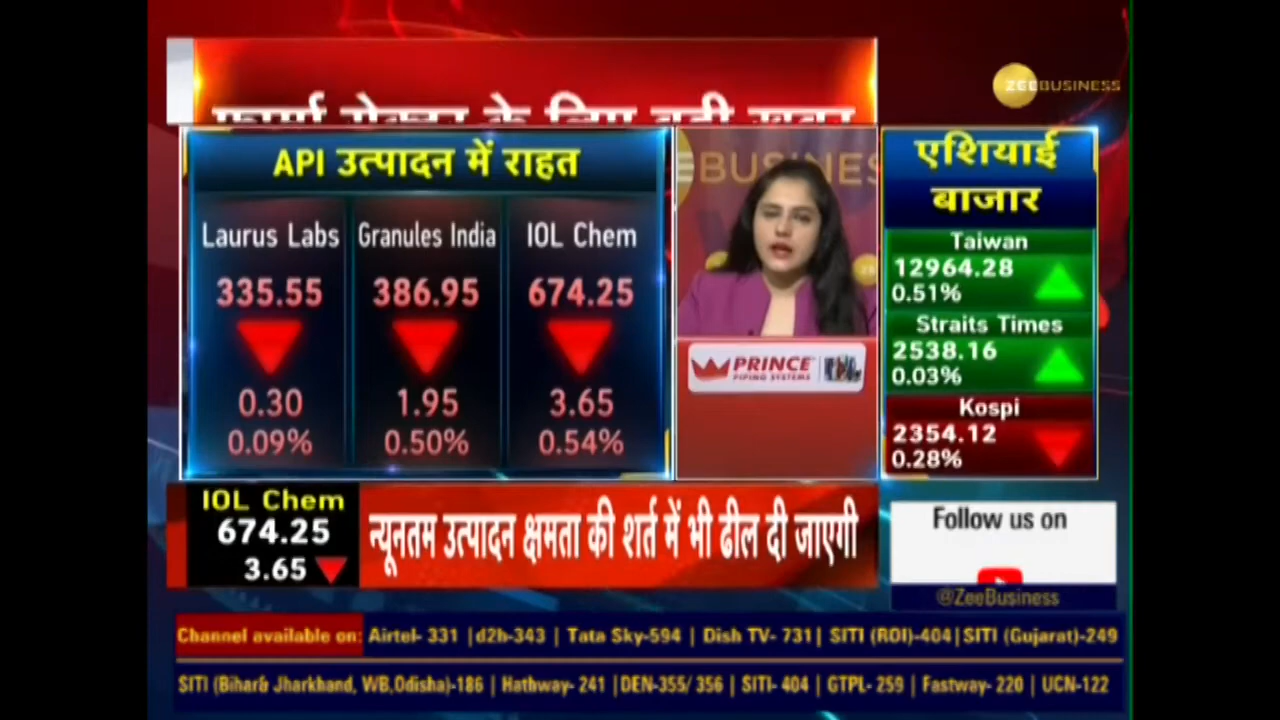 ZEEBUSINESS
फार्मा सेक्टर के लिए बड़ी खबर
API उत्पादन में राहत
Laurus Labs
335.55
0.30
0.09%
Granules India
386.95
1.95
0.50%
IOL Chem
674.25
3.65
0.54%
BUSINES
PRINCE
PIPING SYSTEMS
एशियाई
बाजार
Taiwan
12964.28
0.51%
Straits Times
2538.16
0.03%
Kospi
2354.12
0.28%
IOL Chem
674.25
3.65
न्यूनतम उत्पादन क्षमता की शर्त में भी ढील दी जाएगी
Follow us on
@ZeeBusiness
Channel available on: Airtel- 331 |d2h-343 | Tata Sky-594 | Dish TV- 731| SITI (ROI)-404|SITI (Gujarat)-249
SITI (Bihar& Jharkhand, WB,Odisha)-186 | Hathway- 241 |DEN-355/ 356 | SITI- 404 | GTPL- 259 | Fastway- 220 | UCN-122